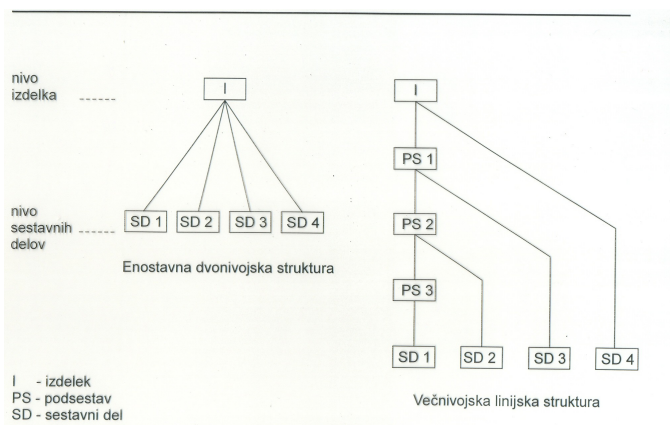 nivo
izdelka
I
I
PS 1
nivo
sestavnih
delov
SD 1 SD 2 SD 3 SD 4
PS 2
Enostavna dvonivojska struktura
PS 3
SD 1 SD 2 SD 3 SD 4
I - izdelek
PS - podsestav
SD - sestavni del
Večnivojska linijska struktura